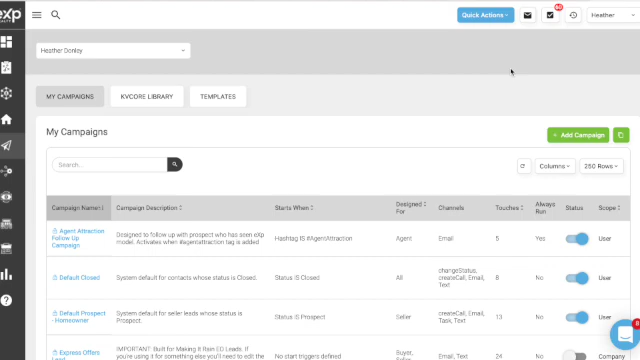 eXp
REALTY
Quick Actions
Heather
Heather Donley
MY CAMPAIGNS
KVCORE LIBRARY
TEMPLATES
My Campaigns
+ Add Campaign
Search...
Columns
250 Rows
Campaign Name
Campaign Description
Starts When
Designed For
Channels
Touches
Always Run
Status
Scope
Agent Attraction Follow Up Campaign
Designed to follow up with prospect who has seen eXp model. Activates when #agentattraction tag is added
Hashtag IS #AgentAttraction
Agent
Email
5
Yes
User
Default Closed
System default for contacts whose status is Closed.
Status IS Closed
All
changeStatus, createCall, Email, Text
8
No
User
Default Prospect - Homeowner
System default for seller leads whose status is Prospect.
Status IS Prospect
Seller
createCall, Email, Task, Text
13
No
User
Express Offers Lead
IMPORTANT: Built for Making It Rain EO Leads. If you're using it for something else you'll need to edit the
No start triggers defined
Buyer, Seller
Email, Text
24
No
Company